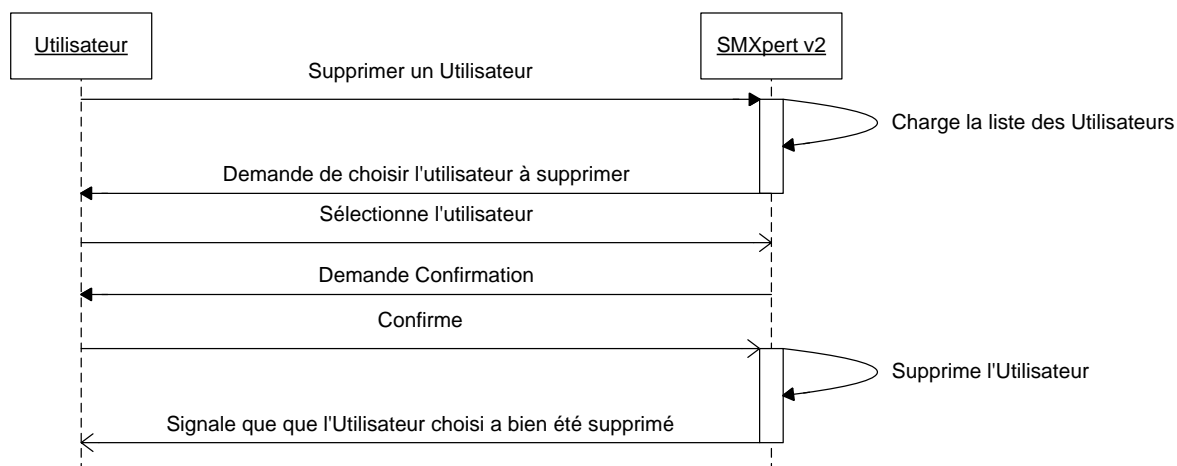 Utilisateur
SMXpert v2
Supprimer un Utilisateur
Charge la liste des Utilisateurs
Demande de choisir l'utilisateur à supprimer
Sélectionne l'utilisateur
Demande Confirmation
Confirme
Supprime l'Utilisateur
Signale que que l'Utilisateur choisi a bien été supprimé